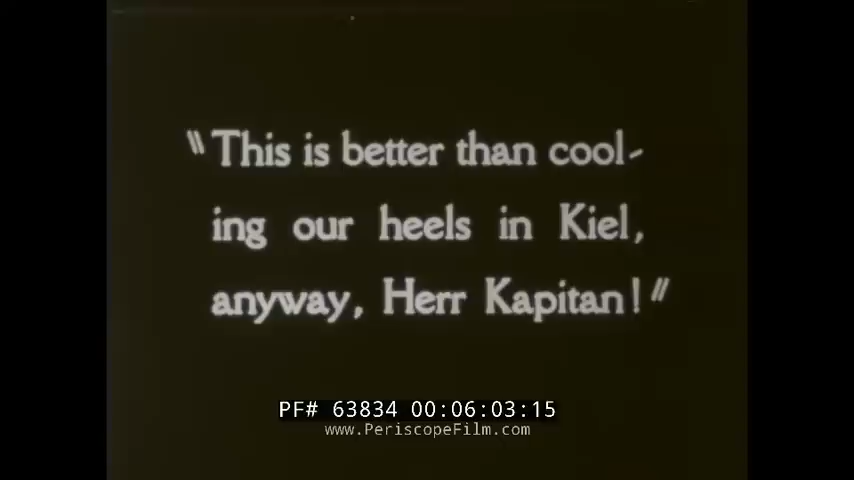 "This is better than cool-
ing our heels in Kiel,
anyway, Herr Kapitan!"
PF# 63834 00:06:03:15
www.PeriscopeFilm.com